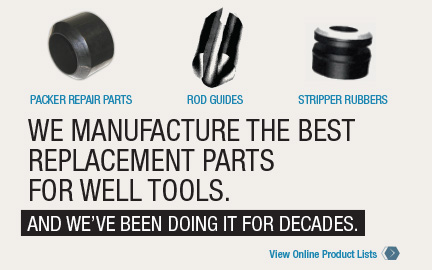 PACKER REPAIR PARTS
ROD GUIDES
STRIPPER RUBBERS
WE MANUFACTURE THE BEST
REPLACEMENT PARTS
FOR WELL TOOLS.
AND WE'VE BEEN DOING IT FOR DECADES.
View Online Product Lists